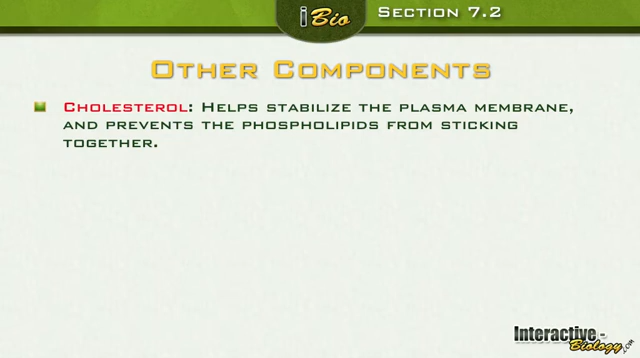 iBio
Section 7.2
Other Components
Cholesterol: Helps stabilize the plasma membrane,
and prevents the phospholipids from sticking
together.
Interactive-
Biology.com